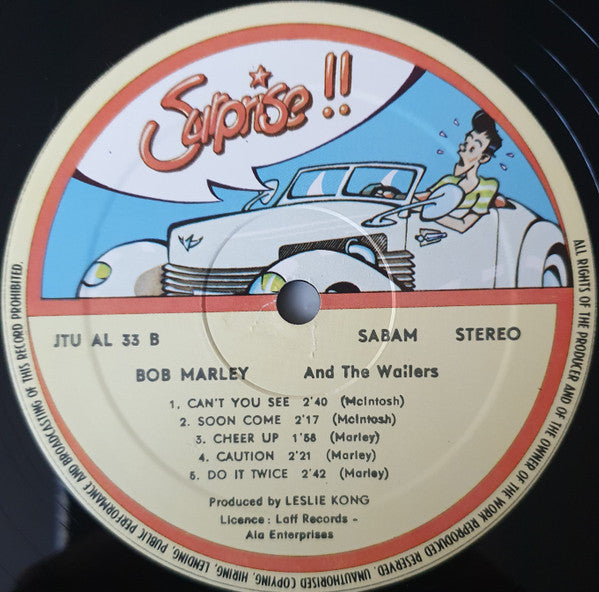 Surprise!!
JTU AL 33 B
SABAM STEREO
BOB MARLEY And The Wailers
1. CAN'T YOU SEE 2'40 (McIntosh)
2. SOON COME 2'17 (McIntosh)
3. CHEER UP 1'58 (Marley)
4. CAUTION 2'21 (Marley)
5. DO IT TWICE 2'42 (Marley)
Produced by LESLIE KONG
Licence : Laff Records -
Ala Enterprises
ALL RIGHTS OF THE PRODUCER AND OF THE OWNER OF THE WORK REPRODUCED RESERVED. UNAUTHORISED COPYING, HIRING, LENDING, PUBLIC PERFORMANCE AND BROADCASTING OF THIS RECORD PROHIBITED.